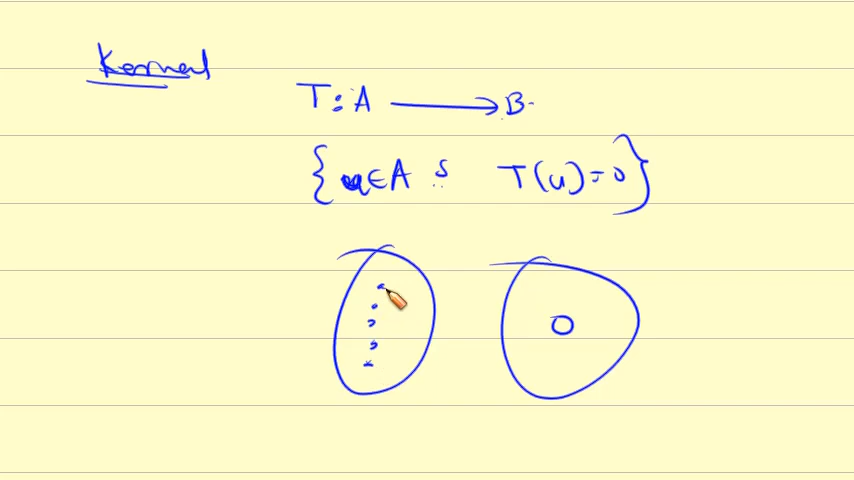 Kernel
T: A → B
{u ∈ A : T(u) = 0}
0